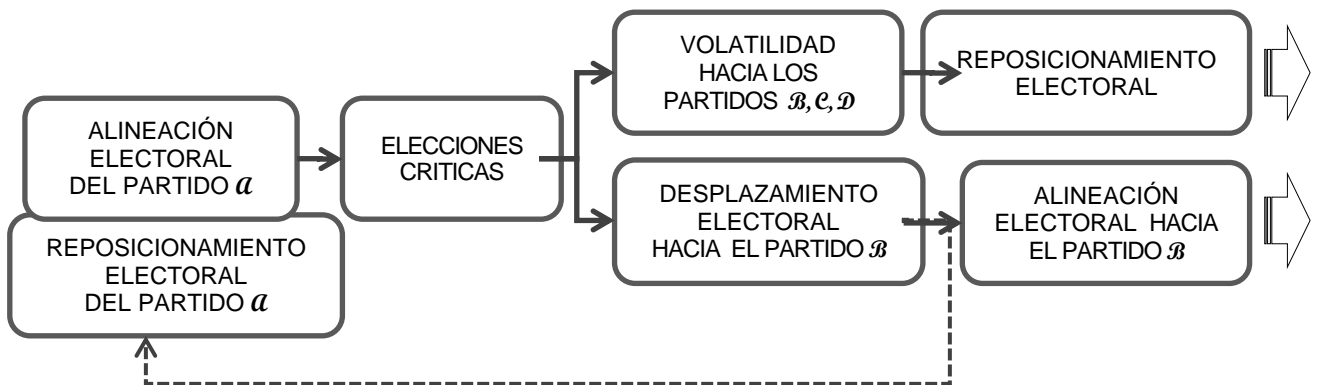 ALINEACIÓN
ELECTORAL
DEL PARTIDO 𝒂
REPOSICIONAMIENTO
ELECTORAL
DEL PARTIDO 𝒂
ELECCIONES
CRITICAS
VOLATILIDAD
HACIA LOS
PARTIDOS ℬ, 𝒞, 𝒟
REPOSICIONAMIENTO
ELECTORAL
DESPLAZAMIENTO
ELECTORAL
HACIA EL PARTIDO ℬ
ALINEACIÓN
ELECTORAL HACIA
EL PARTIDO ℬ